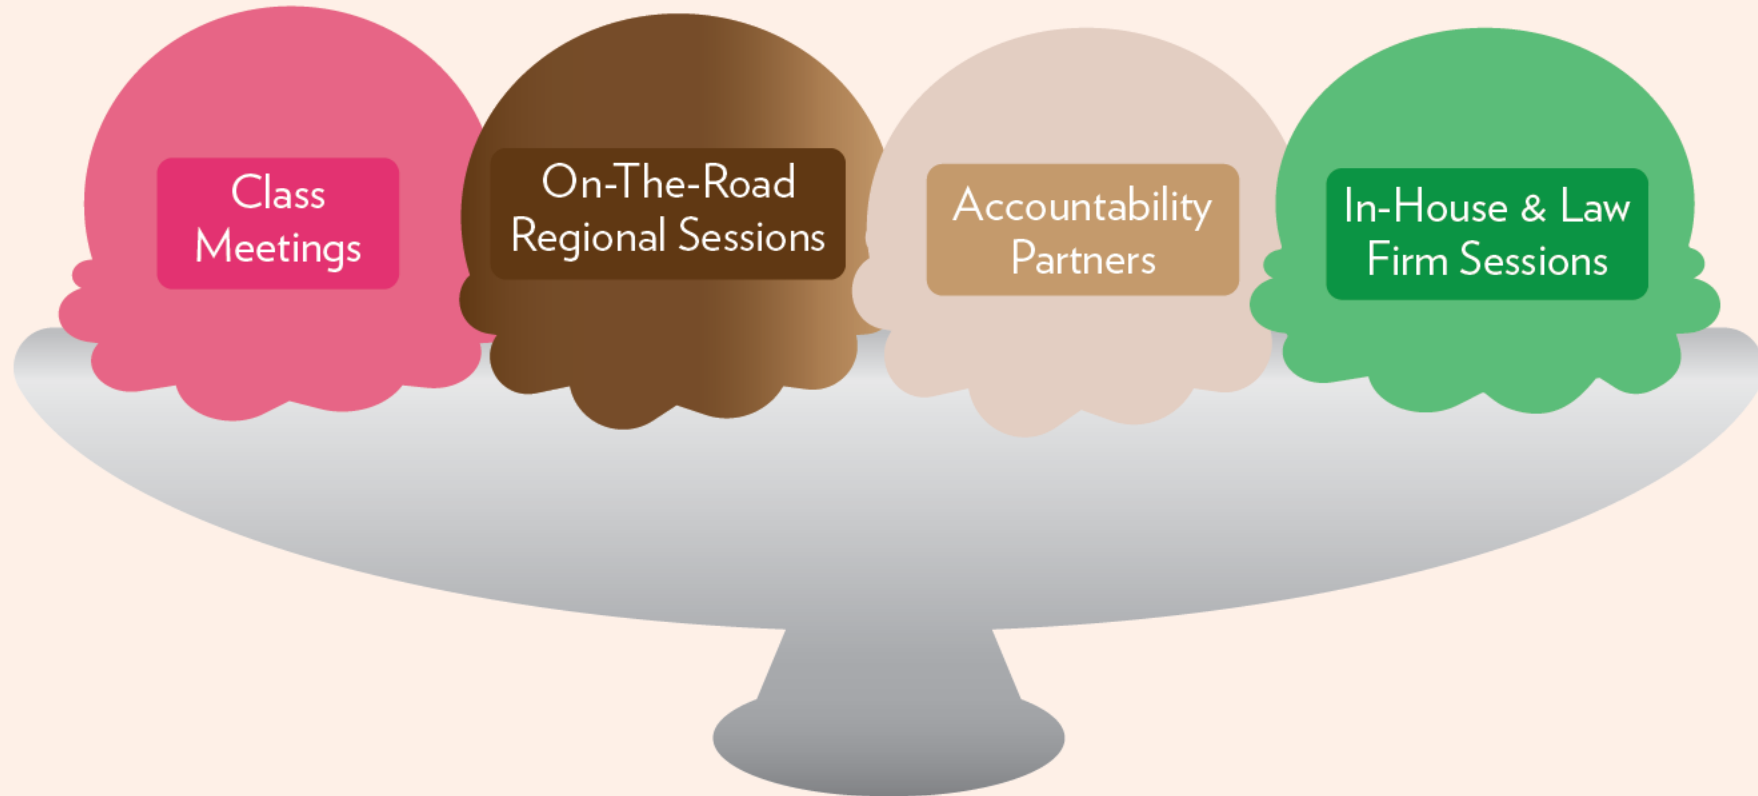 Class
Meetings
On-The-Road
Regional Sessions
Accountability
Partners
In-House & Law
Firm Sessions